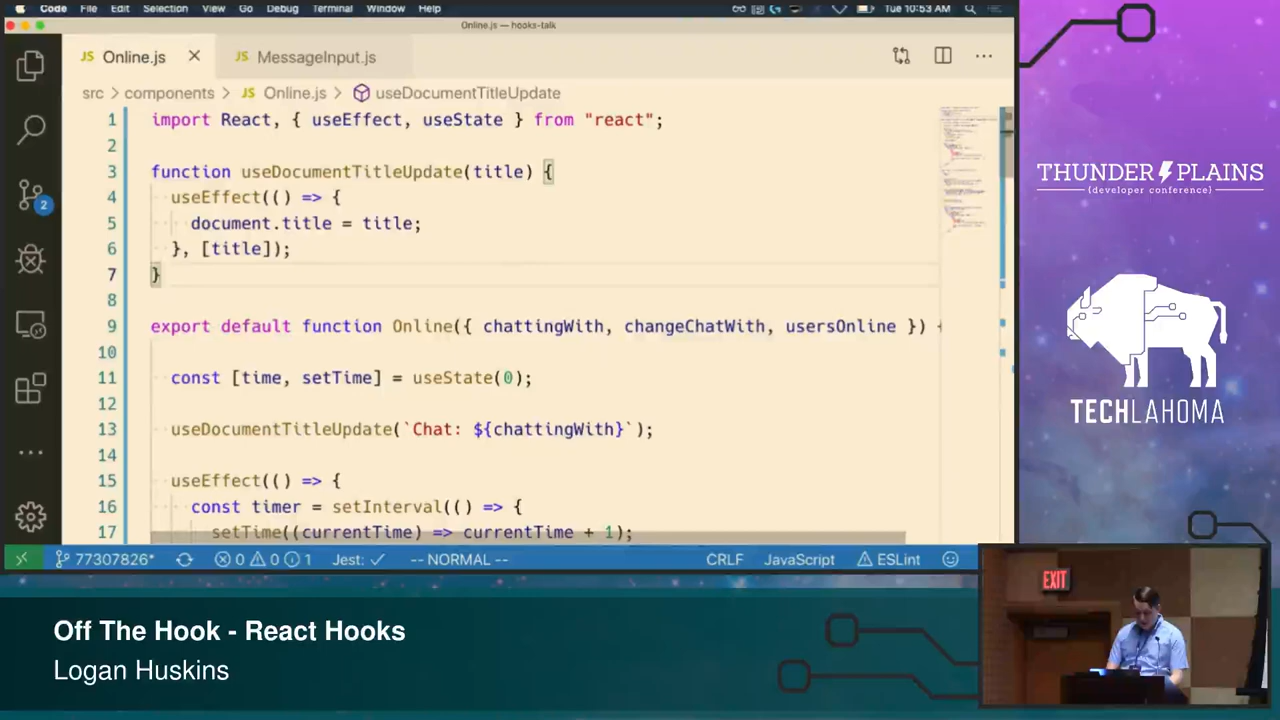 Code File Edit Selection View Go Debug Terminal Window Help Tue 10:53 AM
Online.js — hooks-talk
JS Online.js JS MessageInput.js
src > components > JS Online.js > useDocumentTitleUpdate
1 import React, { useEffect, useState } from "react";
2
3 function useDocumentTitleUpdate(title) {
4 useEffect(() => {
5 document.title = title;
6 }, [title]);
7 }
8
9 export default function Online({ chattingWith, changeChatWith, usersOnline }) {
10
11 const [time, setTime] = useState(0);
12
13 useDocumentTitleUpdate(`Chat: ${chattingWith}`);
14
15 useEffect(() => {
16 const timer = setInterval(() => {
17 setTime((currentTime) => currentTime + 1);
2
77307826* 0 0 1 Jest: ✓ -- NORMAL -- CRLF JavaScript ESLint
THUNDER PLAINS
{developer conference}
TECHLAHOMA
EXIT
Off The Hook - React Hooks
Logan Huskins